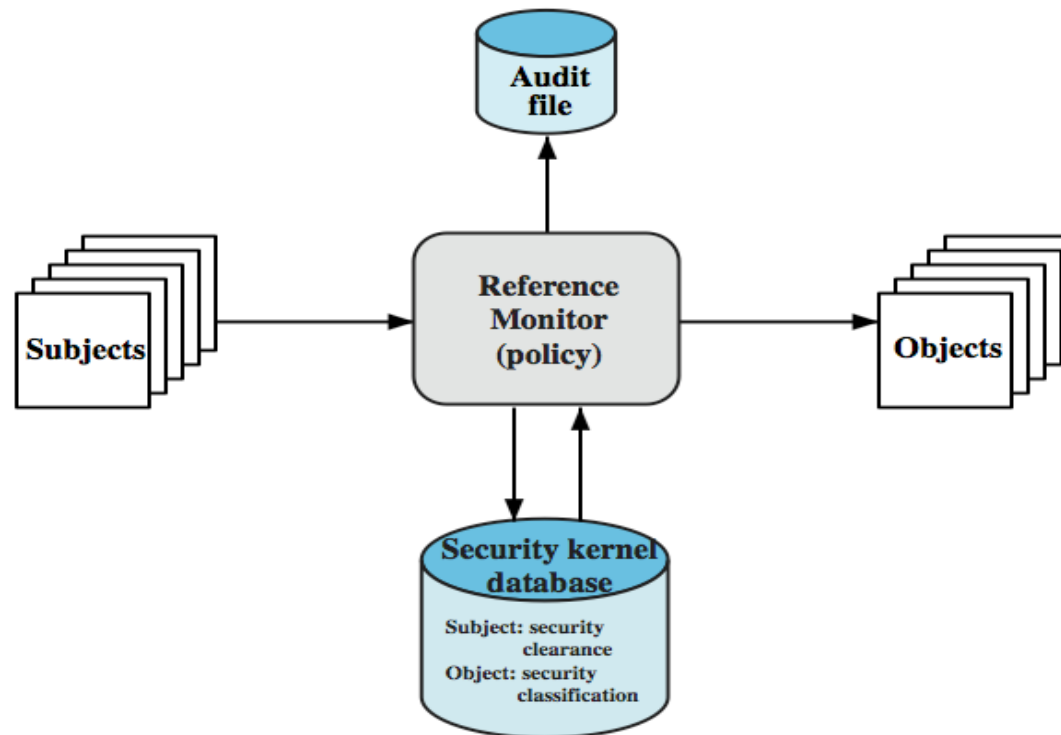 Audit
file
Subjects
Reference
Monitor
(policy)
Objects
Security kernel
database
Subject: security
clearance
Object: security
classification